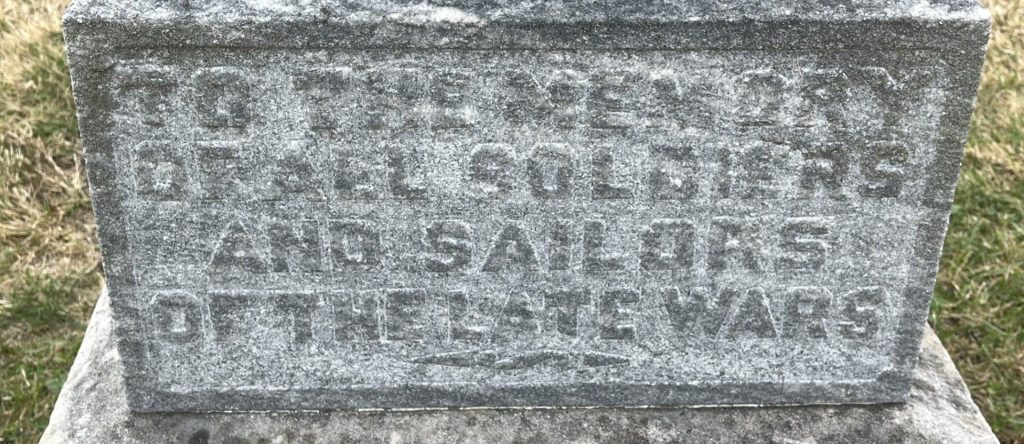 TO THE MEMORY
OF ALL SOLDIERS
AND SAILORS
OF THE LATE WARS